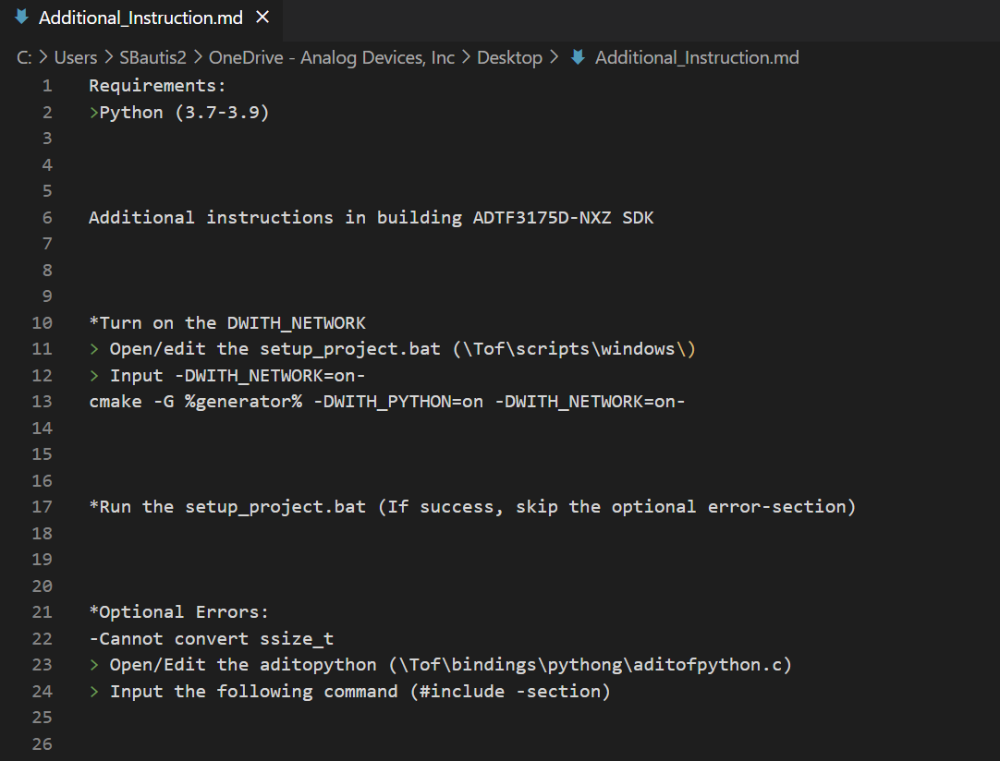 Additional_Instruction.md ×
C: > Users > SBautis2 > OneDrive - Analog Devices, Inc > Desktop > Additional_Instruction.md
1 Requirements:
2 >Python (3.7-3.9)
3
4
5
6 Additional instructions in building ADTF3175D-NXZ SDK
7
8
9
10 *Turn on the DWITH_NETWORK
11 > Open/edit the setup_project.bat (\Tof\scripts\windows\)
12 > Input -DWITH_NETWORK=on-
13 cmake -G %generator% -DWITH_PYTHON=on -DWITH_NETWORK=on-
14
15
16
17 *Run the setup_project.bat (If success, skip the optional error-section)
18
19
20
21 *Optional Errors:
22 -Cannot convert ssize_t
23 > Open/Edit the aditopython (\Tof\bindings\pythong\aditofpython.c)
24 > Input the following command (#include -section)
25
26